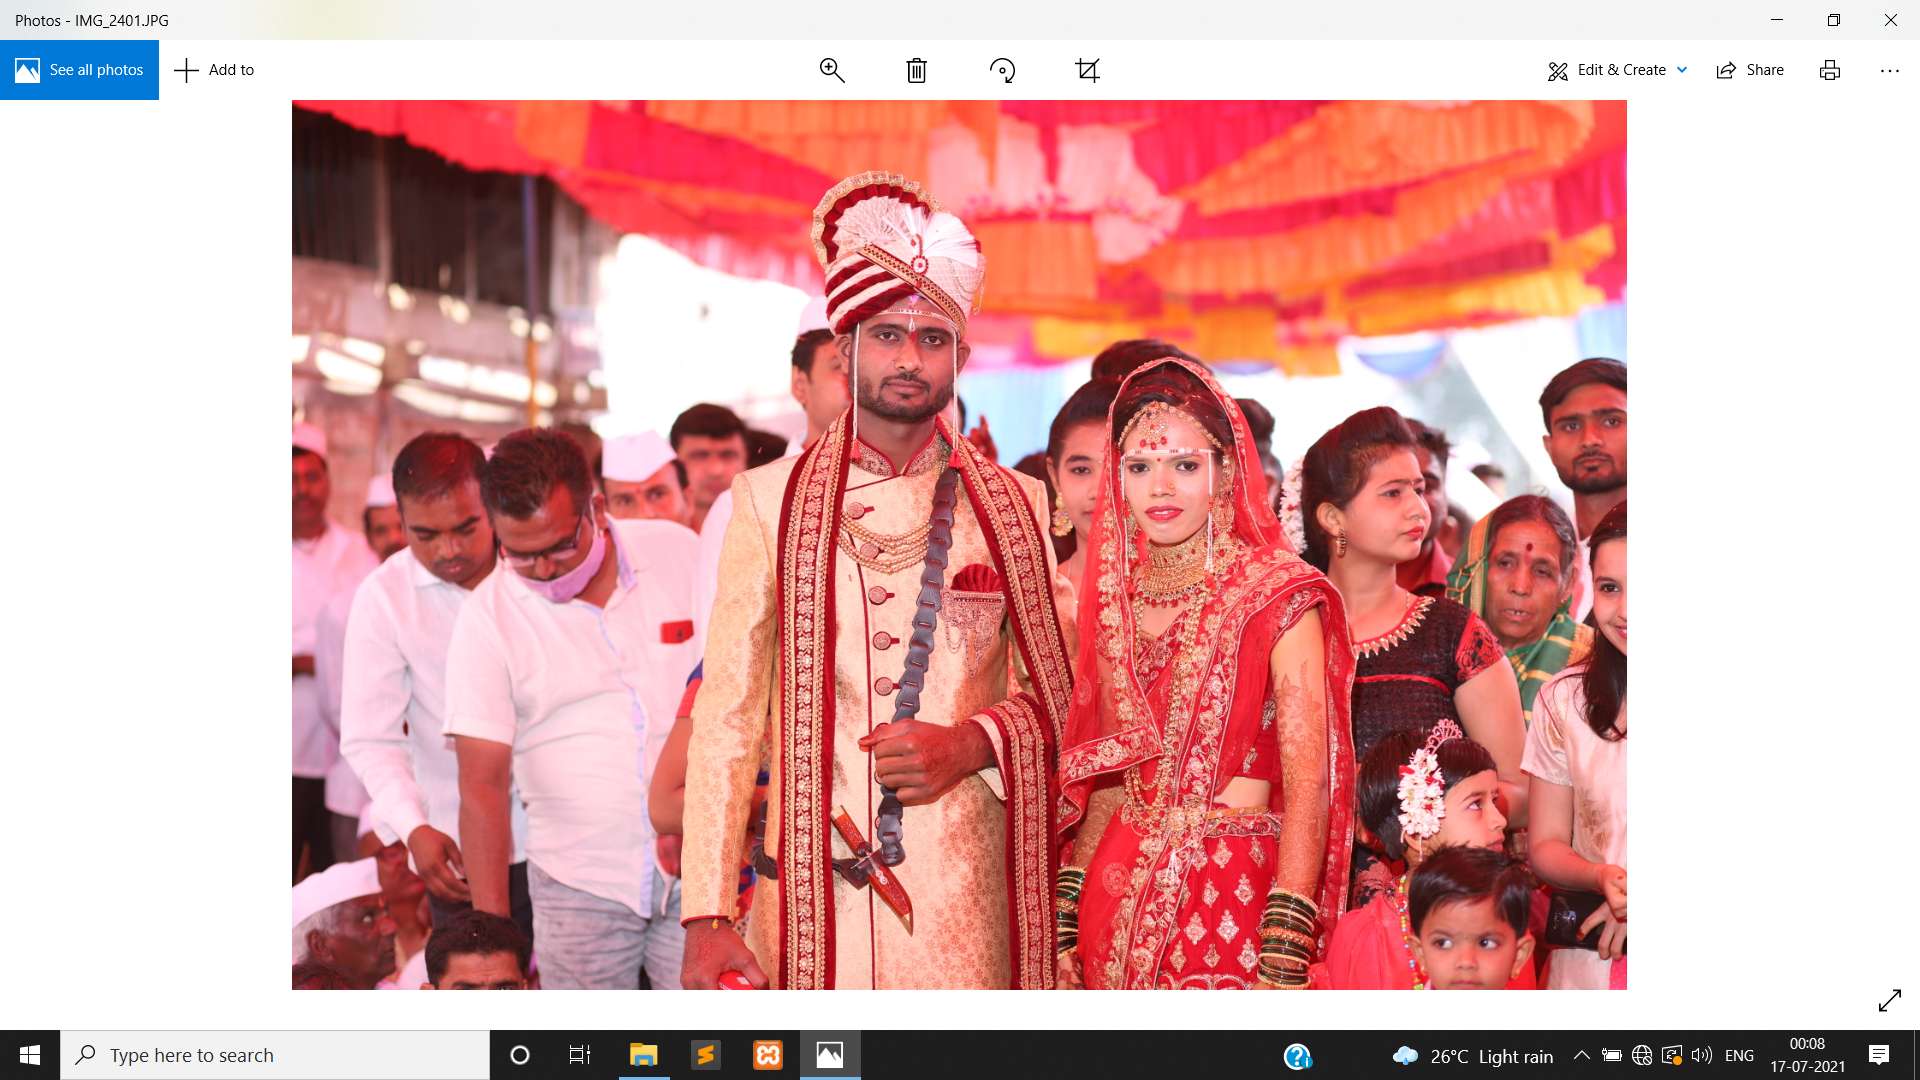 Photos - IMG_2401.JPG
See all photos
Add to
Edit & Create
Share
Type here to search
26°C Light rain
ENG
00:08
17-07-2021